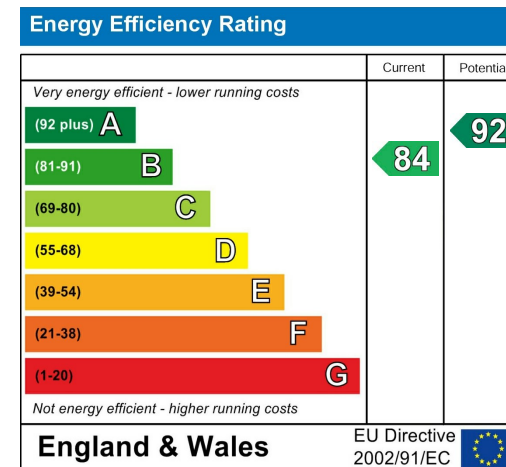 Energy Efficiency Rating
Current Potentia
Very energy efficient - lower running costs
(92 plus) A
92
(81-91) B
84
(69-80) C
(55-68) D
(39-54) E
(21-38) F
(1-20) G
Not energy efficient - higher running costs
England & Wales
EU Directive
2002/91/EC